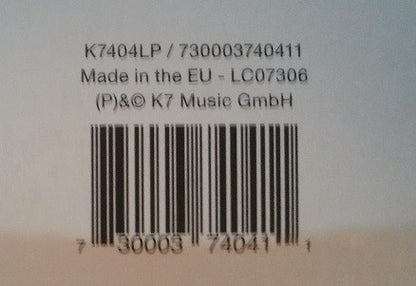 K7404LP / 730003740411
Made in the EU - LC07306
(P)&© K7 Music GmbH
7 30003 74041 1